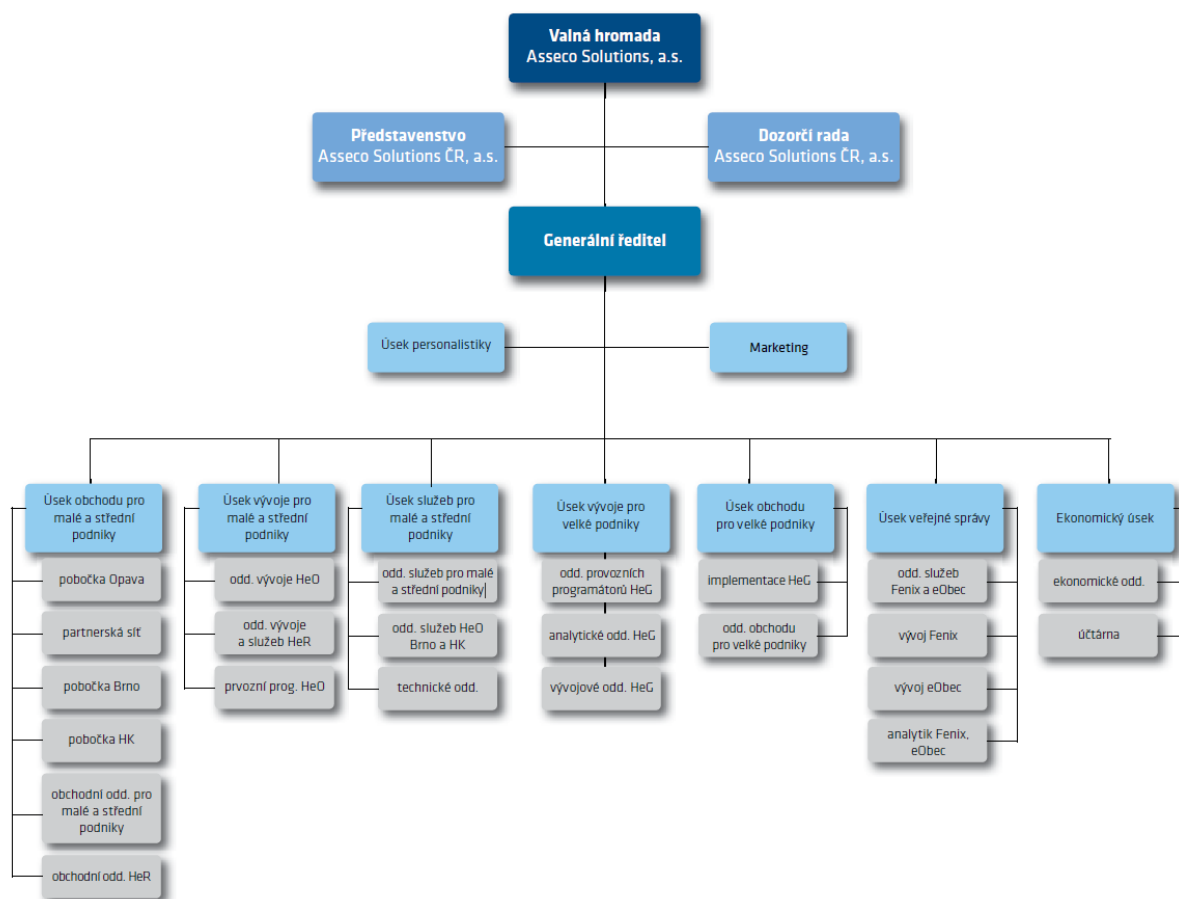 Valná hromada
Asseco Solutions, a.s.
Představenstvo
Asseco Solutions ČR, a.s.
Dozorčí rada
Asseco Solutions ČR, a.s.
Generální ředitel
Úsek personalistiky
Marketing
Úsek obchodu pro
malé a střední
podniky
pobočka Opava
partnerská síť
pobočka Brno
pobočka HK
obchodní odd. pro
malé a střední
podniky
obchodní odd. HeR
Úsek vývoje pro
malé a střední
podniky
odd. vývoje HeO
odd. vývoje
a služeb HeR
prvozní prog. HeO
Úsek služeb pro
malé a střední
podniky
odd. služeb pro malé
a střední podniky
odd. služeb HeO
Brno a HK
technické odd.
Úsek vývoje pro
velké podniky
odd. provozních
programátorů HeG
analytické odd. HeG
vývojové odd. HeG
Úsek obchodu
pro velké podniky
implementace HeG
odd. obchodu
pro velké podniky
Úsek veřejné správy
odd. služeb
Fenix a eObec
vývoj Fenix
vývoj eObec
analytik Fenix,
eObec
Ekonomický úsek
ekonomické odd.
účtárna